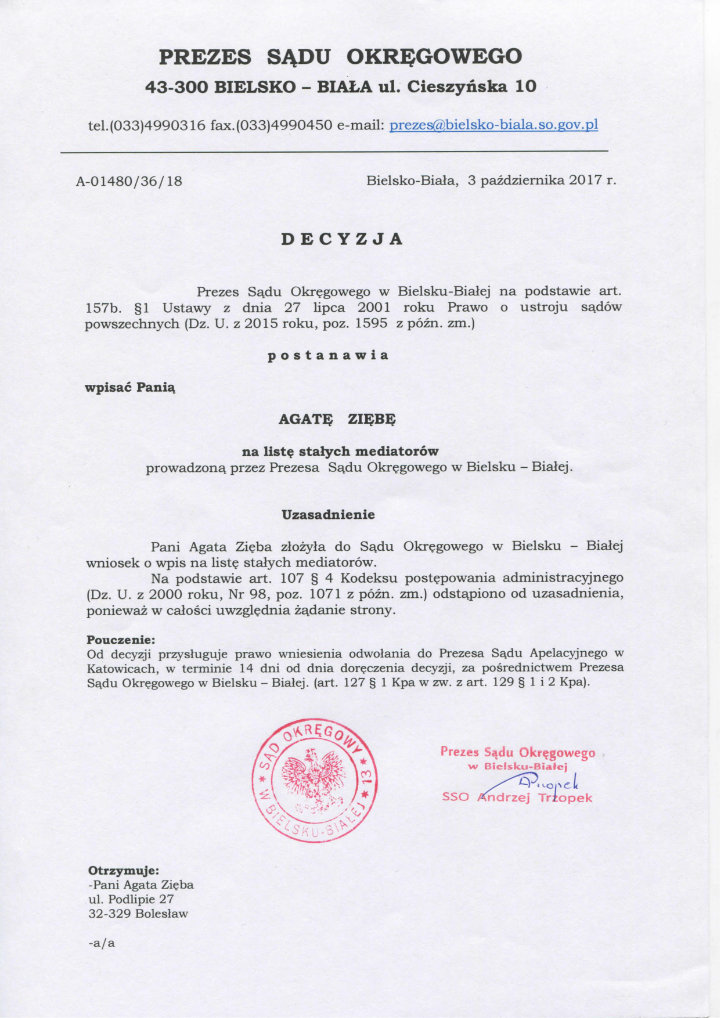 PREZES SĄDU OKRĘGOWEGO
43-300 BIELSKO – BIAŁA ul. Cieszyńska 10
tel.(033)4990316 fax.(033)4990450 e-mail: prezes@bielsko-biala.so.gov.pl
A-01480/36/18 Bielsko-Biała, 3 października 2017 r.
D E C Y Z J A
Prezes Sądu Okręgowego w Bielsku-Białej na podstawie art.
157b. §1 Ustawy z dnia 27 lipca 2001 roku Prawo o ustroju sądów
powszechnych (Dz. U. z 2015 roku, poz. 1595 z późn. zm.)
p o s t a n a w i a
wpisać Panią
AGATĘ ZIĘBĘ
na listę stałych mediatorów
prowadzoną przez Prezesa Sądu Okręgowego w Bielsku – Białej.
Uzasadnienie
Pani Agata Zięba złożyła do Sądu Okręgowego w Bielsku – Białej
wniosek o wpis na listę stałych mediatorów.
Na podstawie art. 107 § 4 Kodeksu postępowania administracyjnego
(Dz. U. z 2000 roku, Nr 98, poz. 1071 z późn. zm.) odstąpiono od uzasadnienia,
ponieważ w całości uwzględnia żądanie strony.
Pouczenie:
Od decyzji przysługuje prawo wniesienia odwołania do Prezesa Sądu Apelacyjnego w
Katowicach, w terminie 14 dni od dnia doręczenia decyzji, za pośrednictwem Prezesa
Sądu Okręgowego w Bielsku – Białej. (art. 127 § 1 Kpa w zw. z art. 129 § 1 i 2 Kpa).
SĄD OKRĘGOWY * 13 * W BIELSKU-BIAŁEJ *
Prezes Sądu Okręgowego
w Bielsku-Białej
SSO Andrzej Trzopek
Otrzymuje:
-Pani Agata Zięba
ul. Podlipie 27
32-329 Bolesław
-a/a